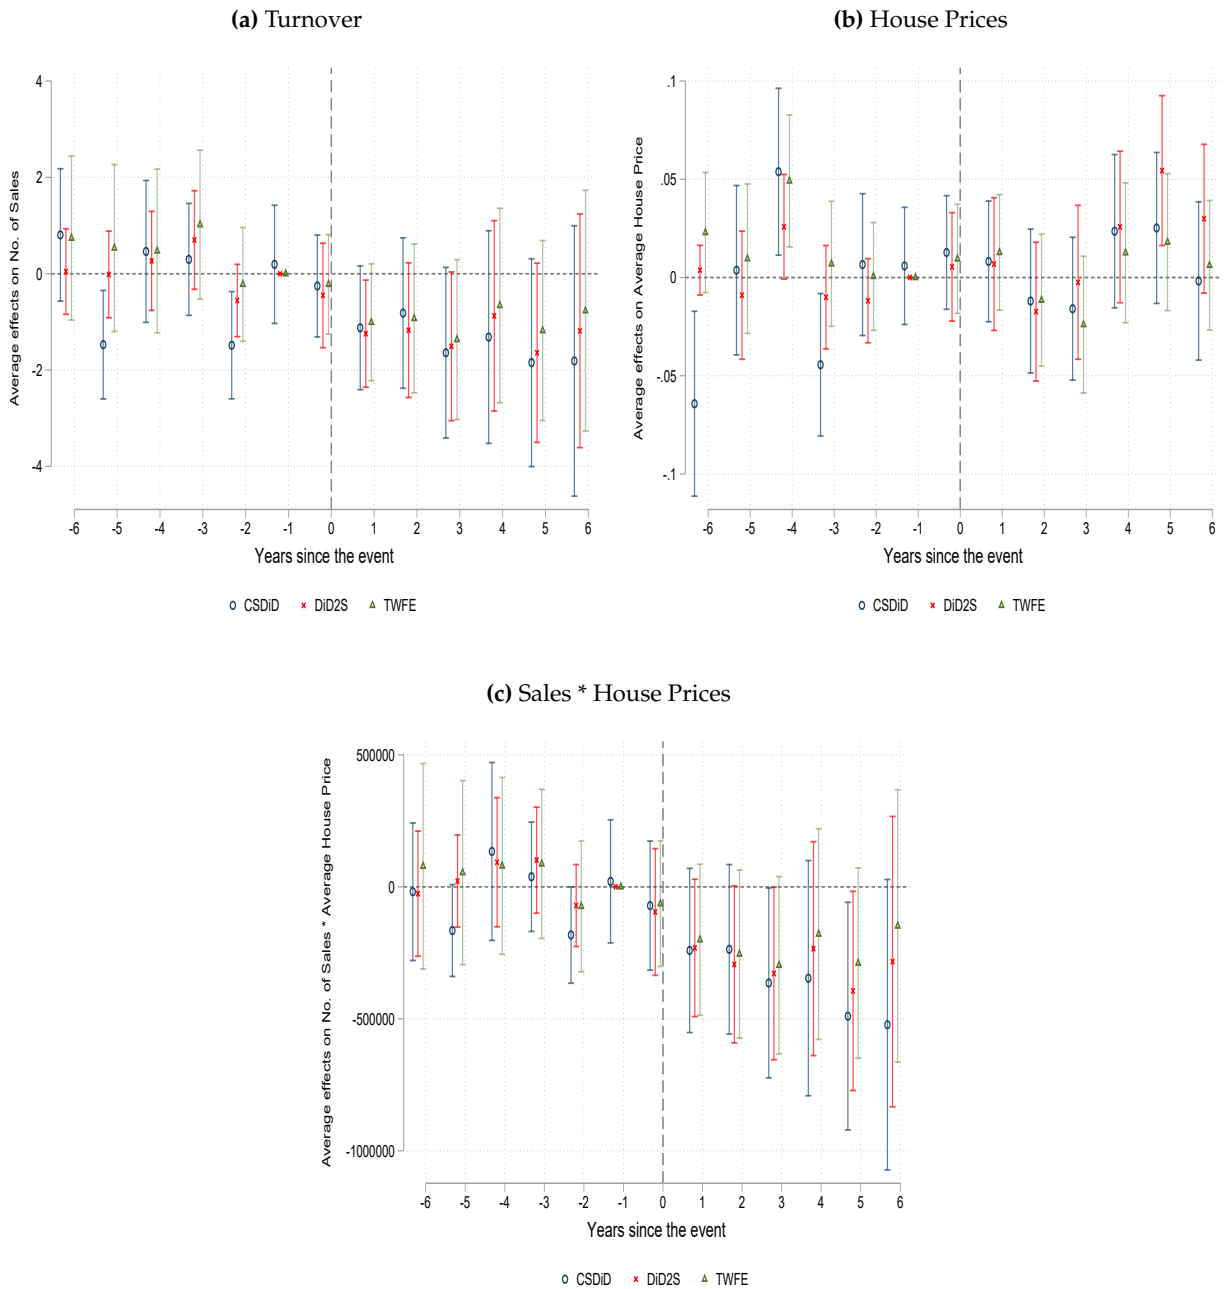 (a) Turnover
Average effects on No. of Sales
4
2
0
-2
-4
-6 -5 -4 -3 -2 -1 0 1 2 3 4 5 6
Years since the event
CSDiD DiD2S TWFE
(b) House Prices
Average effects on Average House Price
.1
.05
0
-.05
-.1
-6 -5 -4 -3 -2 -1 0 1 2 3 4 5 6
Years since the event
CSDiD DiD2S TWFE
(c) Sales * House Prices
Average effects on No. of Sales * Average House Price
500000
0
-500000
-1000000
-6 -5 -4 -3 -2 -1 0 1 2 3 4 5 6
Years since the event
CSDiD DiD2S TWFE